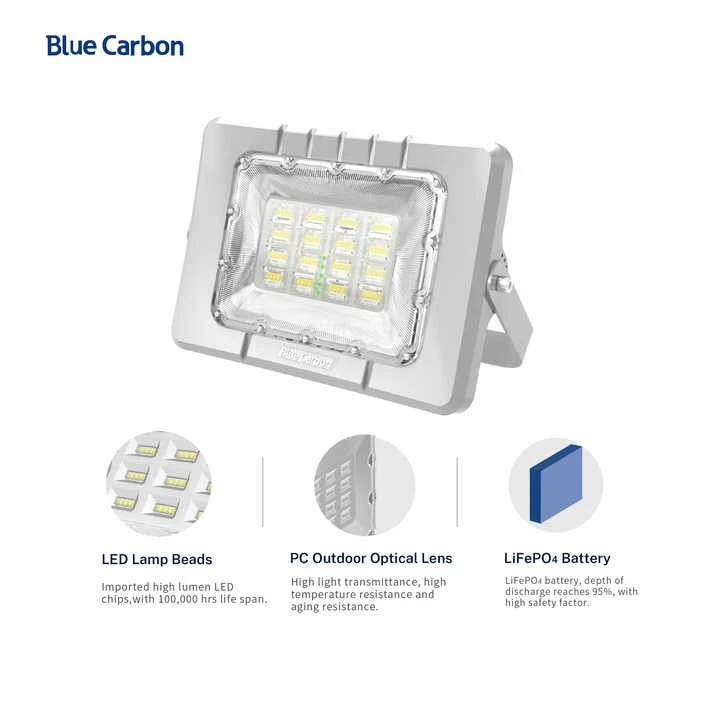 Blue Carbon
Blue Carbon
LED Lamp Beads
Imported high lumen LED
chips,with 100,000 hrs life span.
PC Outdoor Optical Lens
High light transmittance, high
temperature resistance and
aging resistance.
LiFePO4 Battery
LiFePO4 battery, depth of
discharge reaches 95%, with
high safety factor.